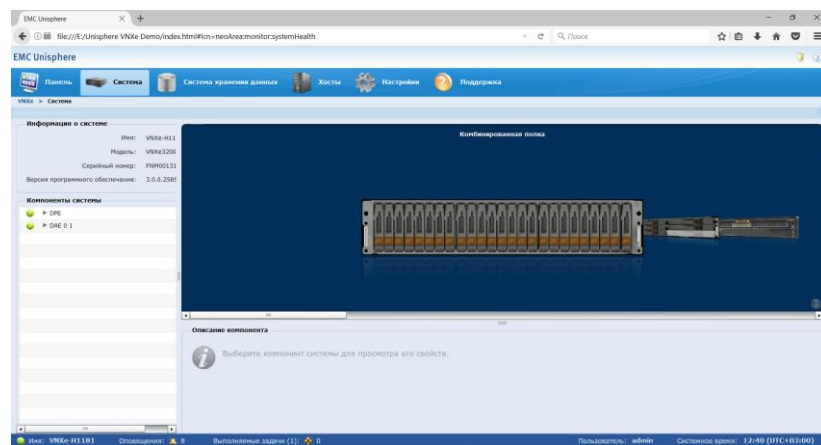 EMC Unisphere
file:///E:/Unisphere VNXe Demo/index.html#lcn=neoArea:monitor:systemHealth
Поиск
EMC Unisphere
Панель Система Система хранения данных Хосты Настройки Поддержка
VNXe > Система
Информация о системе
Имя: VNXe-H11
Модель: VNXe3200
Серийный номер: FNM00131
Версия программного обеспечения: 3.0.0.258
Компоненты системы
DPE
DAE 0 1
Комбинированная полка
Описание компонента
Выберите компонент системы для просмотра его свойств.
Имя: VNXe-H1181 Оповещения: 8 Выполняемые задачи (1): 0 Пользователь: admin Системное время: 12:40 (UTC+03:00)